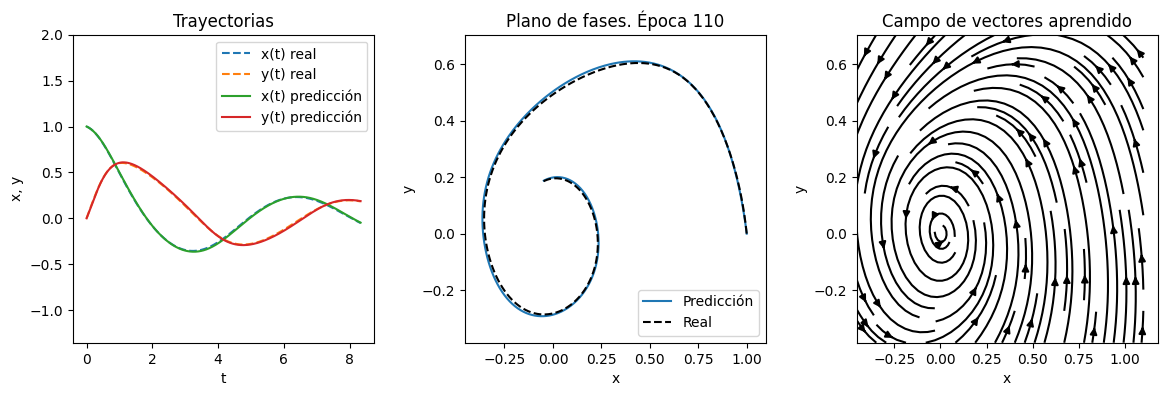 Trayectorias
2.0
1.5
1.0
0.5
0.0
−0.5
−1.0
x, y
0
2
4
6
8
t
x(t) real
y(t) real
x(t) predicción
y(t) predicción
Plano de fases. Época 110
0.6
0.4
0.2
0.0
−0.2
y
−0.25
0.00
0.25
0.50
0.75
1.00
x
Predicción
Real
Campo de vectores aprendido
0.6
0.4
0.2
0.0
−0.2
y
−0.25
0.00
0.25
0.50
0.75
1.00
x